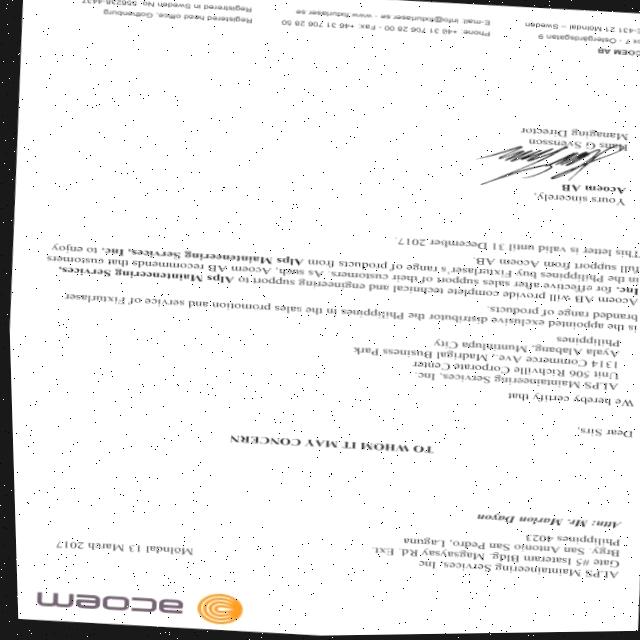 acoem
ALPS Maintaineering Services, Inc
Gate #5 Isateram Bldg. Magsaysay Rd. Ext.
Brgy. San Antonio San Pedro, Laguna
Philippines 4023
Molndal 13 March 2017
Attn: Mr. Marlon Dayon
TO WHOM IT MAY CONCERN
Dear Sirs,
We hereby certify that
ALPS Maintaineering Services, Inc.
Unit 506 Richville Corporate Center
1314 Commerce Ave., Madrigal Business Park
Ayala Alabang, Muntinlupa City
Philippines
is the appointed exclusive distributor the Philippines in the sales promotion and service of Fixturlaser
branded range of products.
Acoem AB will provide complete technical and engineering support to Alps Maintenering Services,
Inc. for effective after sales support of their customers. As such, Acoem AB recommends that customers
in the Philippines buy Fixturlaser's range of products from Alps Maintenering Services, Inc. to enjoy
full support from Acoem AB.
This letter is valid until 31 December 2017.
Yours sincerely,
Acoem AB
Hans G Svensson
Managing Director
ACOEM AB
7 - Östergårdsgatan 9
431 21 Mölndal – Sweden
Phone: +46 31 706 28 00 - Fax: +46 31 706 28 50
E-mail: info@fixturlaser.se - www.fixturlaser.se
Registered head office: Gothenburg
Registered in Sweden No. 556238-4437